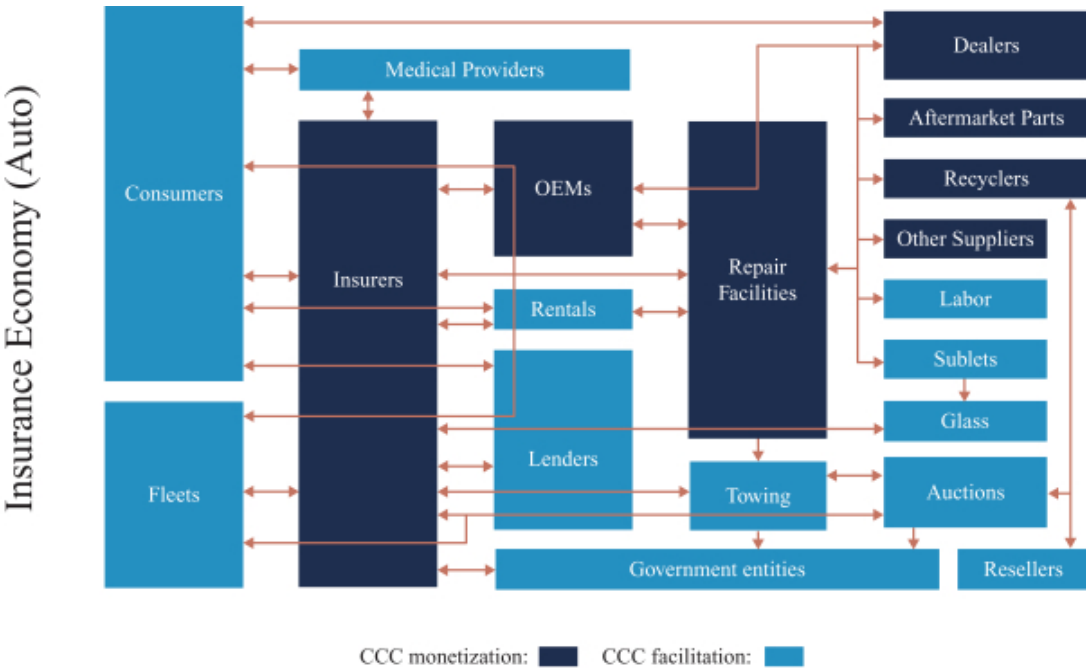 Insurance Economy (Auto)
Consumers
Fleets
Medical Providers
Insurers
OEMs
Rentals
Lenders
Repair
Facilities
Towing
Government entities
Dealers
Aftermarket Parts
Recyclers
Other Suppliers
Labor
Sublets
Glass
Auctions
Resellers
CCC monetization:
CCC facilitation: